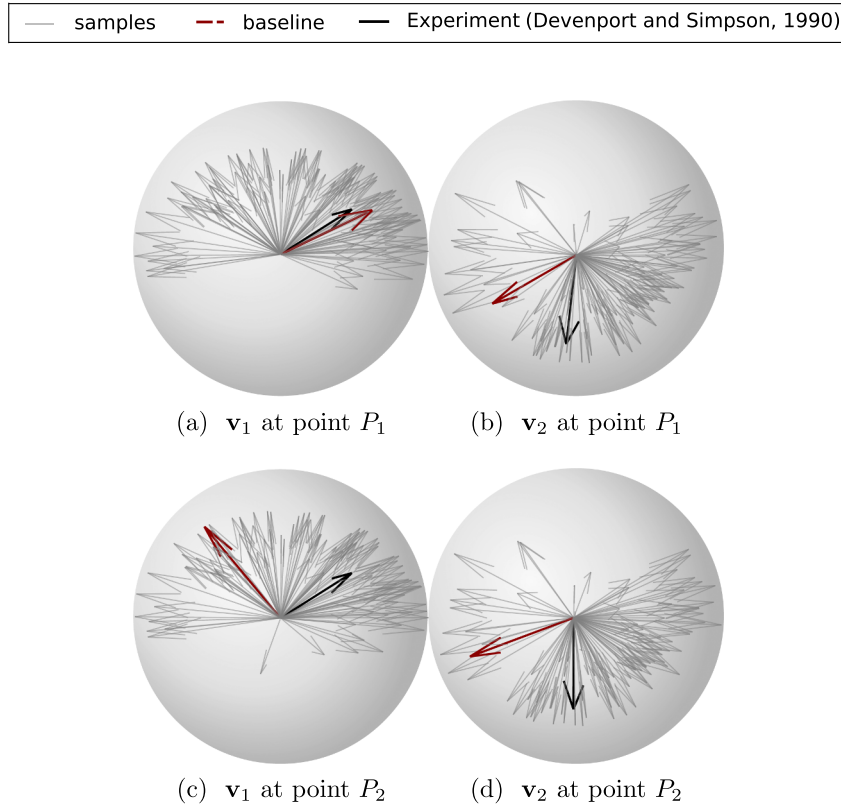 samples baseline Experiment (Devenport and Simpson, 1990)
(a) v₁ at point P₁
(b) v₂ at point P₁
(c) v₁ at point P₂
(d) v₂ at point P₂